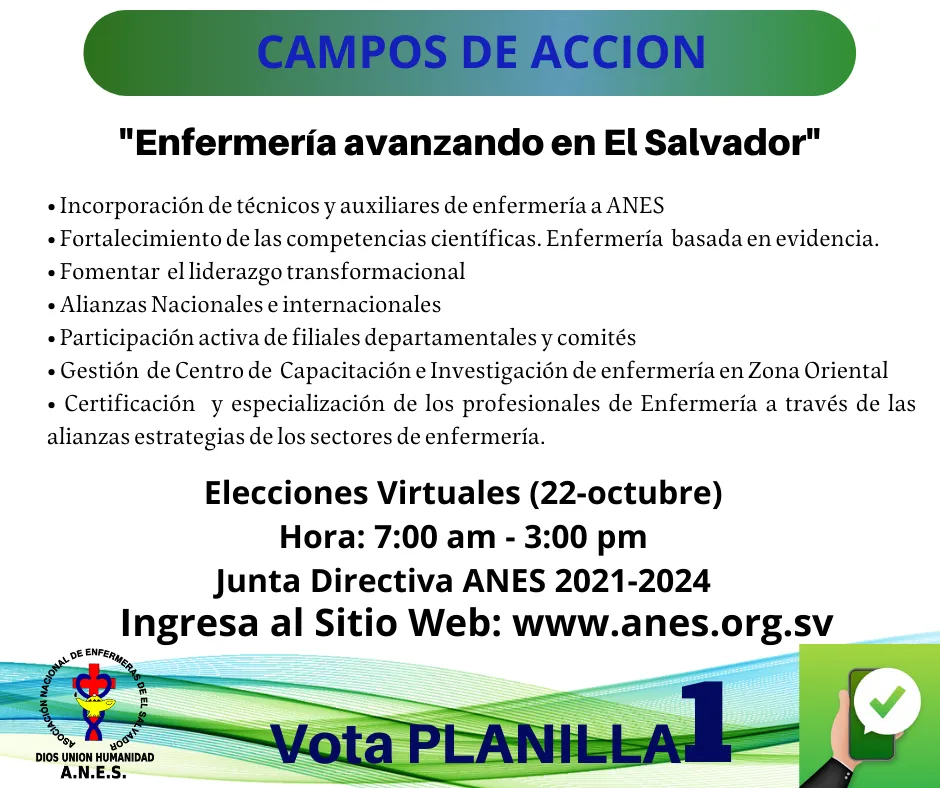 CAMPOS DE ACCION
"Enfermería avanzando en El Salvador"
• Incorporación de técnicos y auxiliares de enfermería a ANES
• Fortalecimiento de las competencias científicas. Enfermería basada en evidencia.
• Fomentar el liderazgo transformacional
• Alianzas Nacionales e internacionales
• Participación activa de filiales departamentales y comités
• Gestión de Centro de Capacitación e Investigación de enfermería en Zona Oriental
• Certificación y especialización de los profesionales de Enfermería a través de las
alianzas estrategias de los sectores de enfermería.
Elecciones Virtuales (22-octubre)
Hora: 7:00 am - 3:00 pm
Junta Directiva ANES 2021-2024
Ingresa al Sitio Web: www.anes.org.sv
ASOCIACIÓN NACIONAL DE ENFERMERAS DE EL SALVADOR
DIOS UNION HUMANIDAD
A.N.E.S.
Vota PLANILLA 1